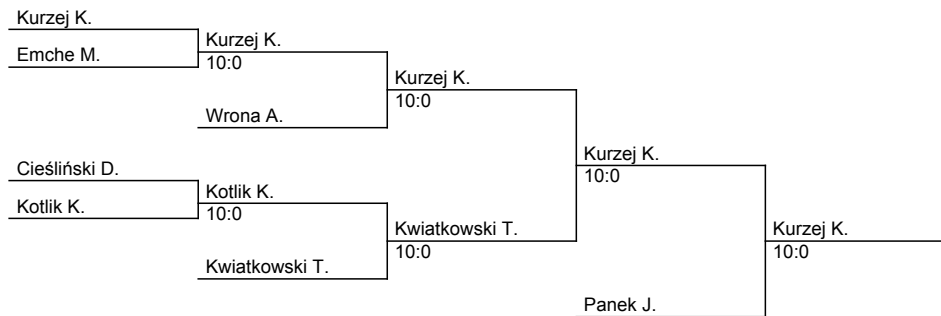 Kurzej K.
Emche M.
Kurzej K.
10:0
Wrona A.
Kurzej K.
10:0
Cieśliński D.
Kotlik K.
Kotlik K.
10:0
Kwiatkowski T.
Kwiatkowski T.
10:0
Kurzej K.
10:0
Panek J.
Kurzej K.
10:0